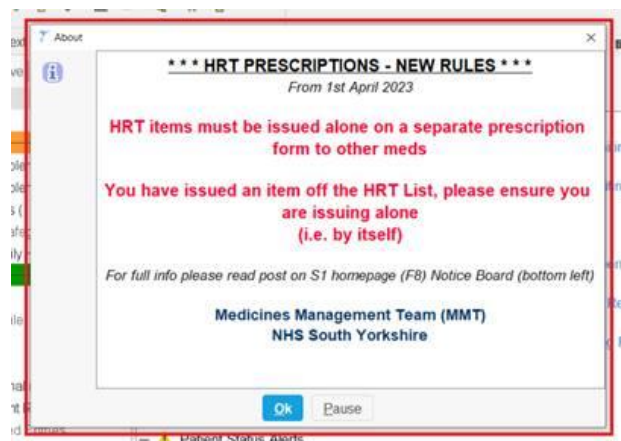 About
* * * HRT PRESCRIPTIONS - NEW RULES * * *
From 1st April 2023
HRT items must be issued alone on a separate prescription
form to other meds
You have issued an item off the HRT List, please ensure you
are issuing alone
(i.e. by itself)
For full info please read post on S1 homepage (F8) Notice Board (bottom left)
Medicines Management Team (MMT)
NHS South Yorkshire
Ok
Pause
Patient Status Alerts